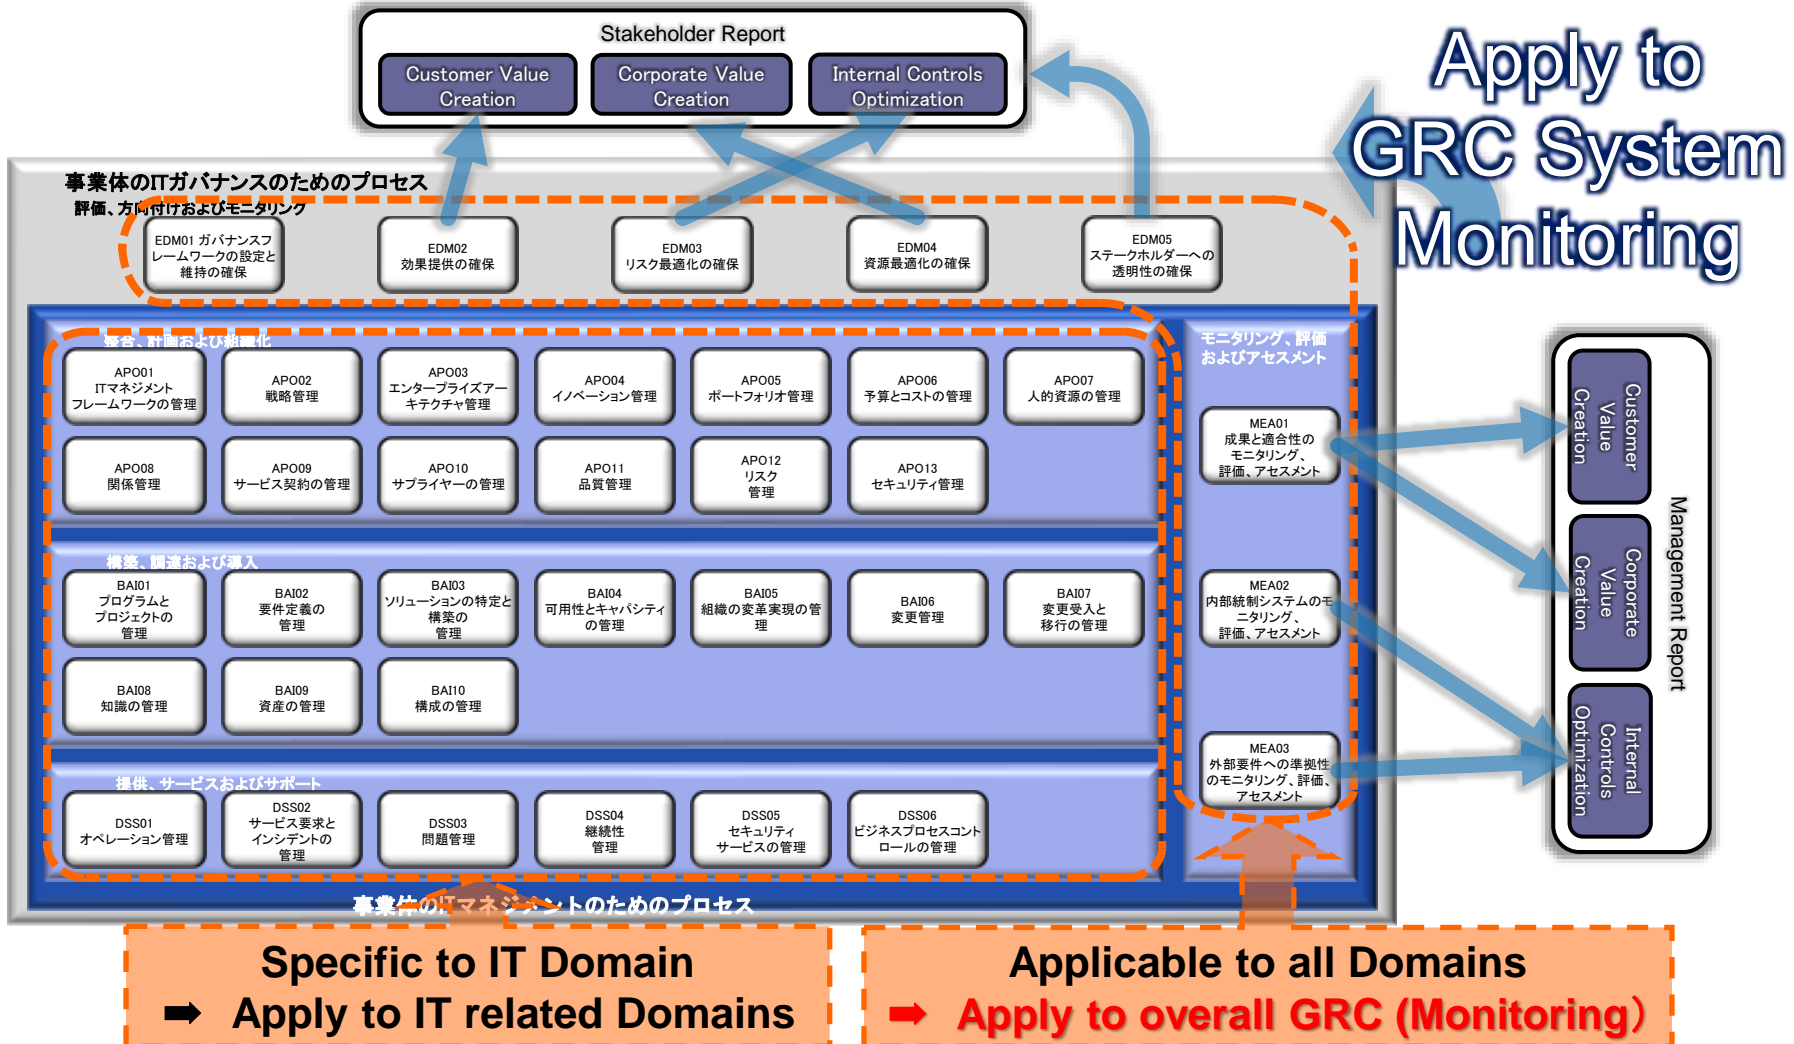 Stakeholder Report
Customer Value
Creation
Corporate Value
Creation
Internal Controls
Optimization
Apply to
GRC System
Monitoring
事業体のITガバナンスのためのプロセス
評価、方向付けおよびモニタリング
EDM01 ガバナンスフ
レームワークの設定と
維持の確保
EDM02
効果提供の確保
EDM03
リスク最適化の確保
EDM04
資源最適化の確保
EDM05
ステークホルダーへの
透明性の確保
整合、計画および組織化
APO01
ITマネジメント
フレームワークの管理
APO02
戦略管理
APO03
エンタープライズアー
キテクチャ管理
APO04
イノベーション管理
APO05
ポートフォリオ管理
APO06
予算とコストの管理
APO07
人的資源の管理
APO08
関係管理
APO09
サービス契約の管理
APO10
サプライヤーの管理
APO11
品質管理
APO12
リスク
管理
APO13
セキュリティ管理
構築、調達および導入
BAI01
プログラムと
プロジェクトの
管理
BAI02
要件定義の
管理
BAI03
ソリューションの特定と
構築の
管理
BAI04
可用性とキャパシティ
の管理
BAI05
組織の変革実現の管
理
BAI06
変更管理
BAI07
変更受入と
移行の管理
BAI08
知識の管理
BAI09
資産の管理
BAI10
構成の管理
提供、サービスおよびサポート
DSS01
オペレーション管理
DSS02
サービス要求と
インシデントの
管理
DSS03
問題管理
DSS04
継続性
管理
DSS05
セキュリティ
サービスの管理
DSS06
ビジネスプロセスコント
ロールの管理
モニタリング、評価
およびアセスメント
MEA01
成果と適合性の
モニタリング、
評価、アセスメント
MEA02
内部統制システムのモ
ニタリング、
評価、アセスメント
MEA03
外部要件への準拠性
のモニタリング、評価、
アセスメント
事業体のITマネジメントのためのプロセス
Management Report
Customer
Value
Creation
Corporate
Value
Creation
Internal
Controls
Optimization
Specific to IT Domain
➡ Apply to IT related Domains
Applicable to all Domains
➡ Apply to overall GRC (Monitoring）